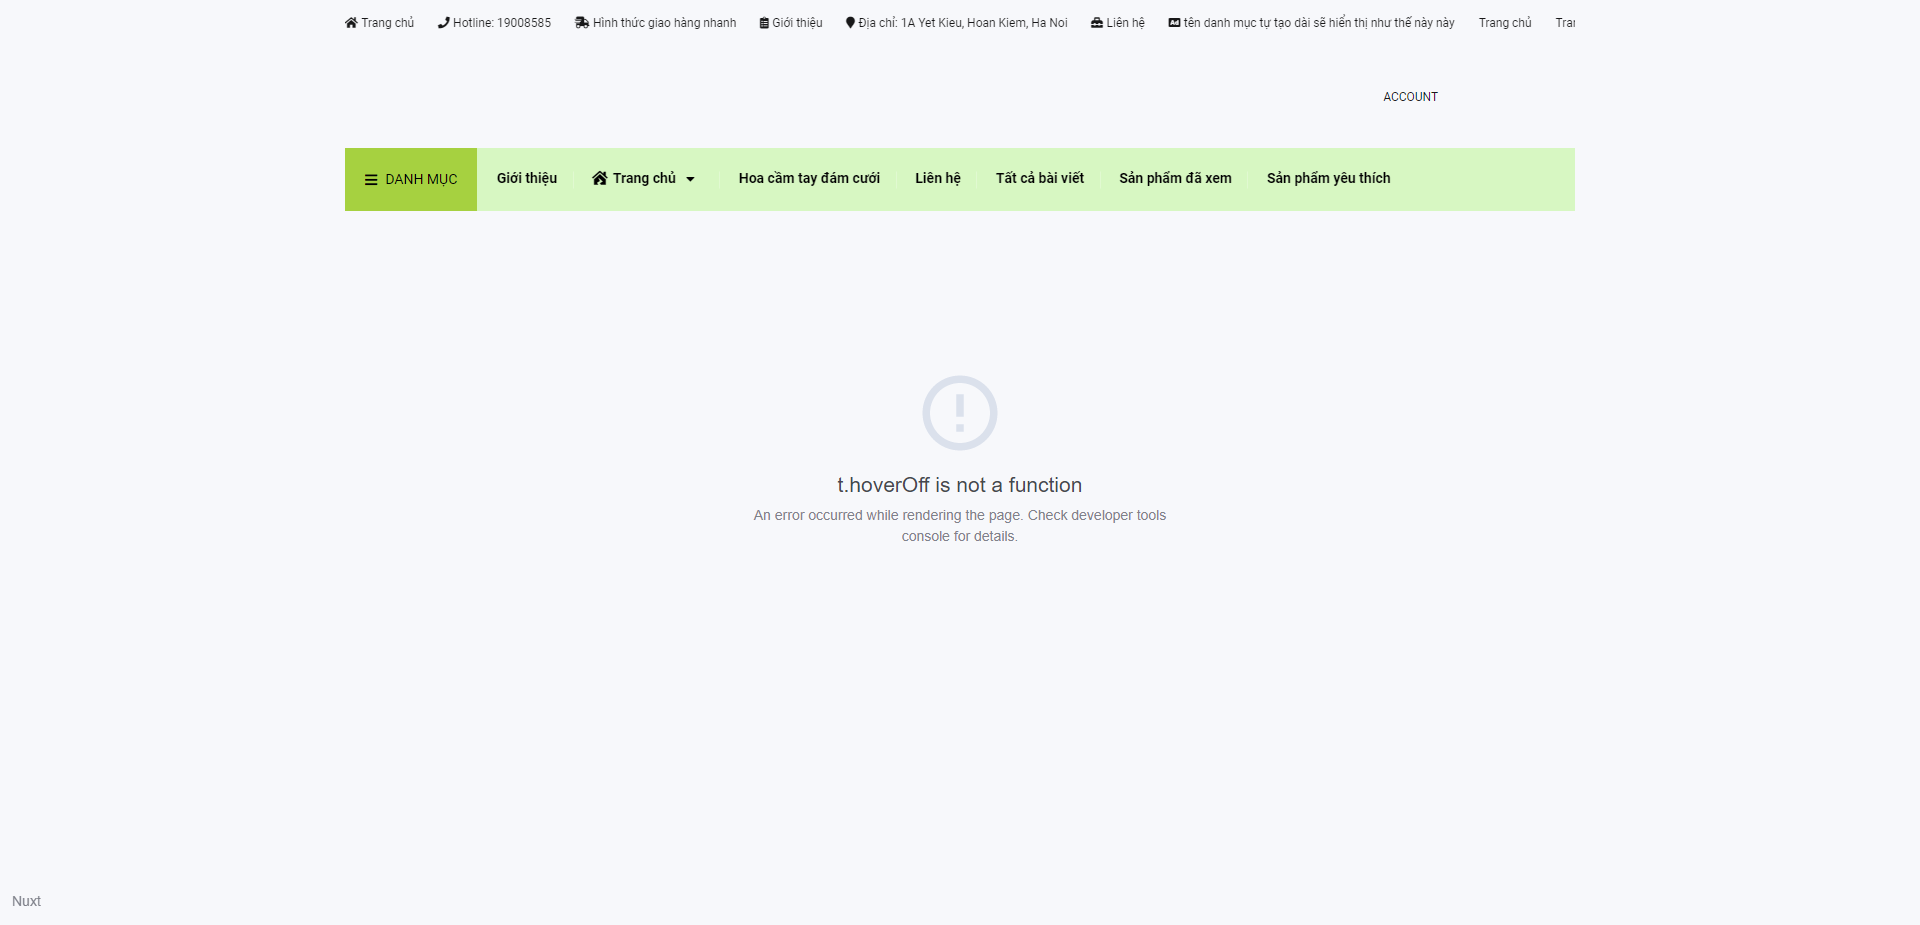 Trang chủ Hotline: 19008585 Hình thức giao hàng nhanh Giới thiệu Địa chỉ: 1A Yet Kieu, Hoan Kiem, Ha Noi Liên hệ tên danh mục tự tạo dài sẽ hiển thị như thế này này Trang chủ
ACCOUNT
DANH MỤC Giới thiệu Trang chủ Hoa cầm tay đám cưới Liên hệ Tất cả bài viết Sản phẩm đã xem Sản phẩm yêu thích
t.hoverOff is not a function
An error occurred while rendering the page. Check developer tools
console for details.
Nuxt